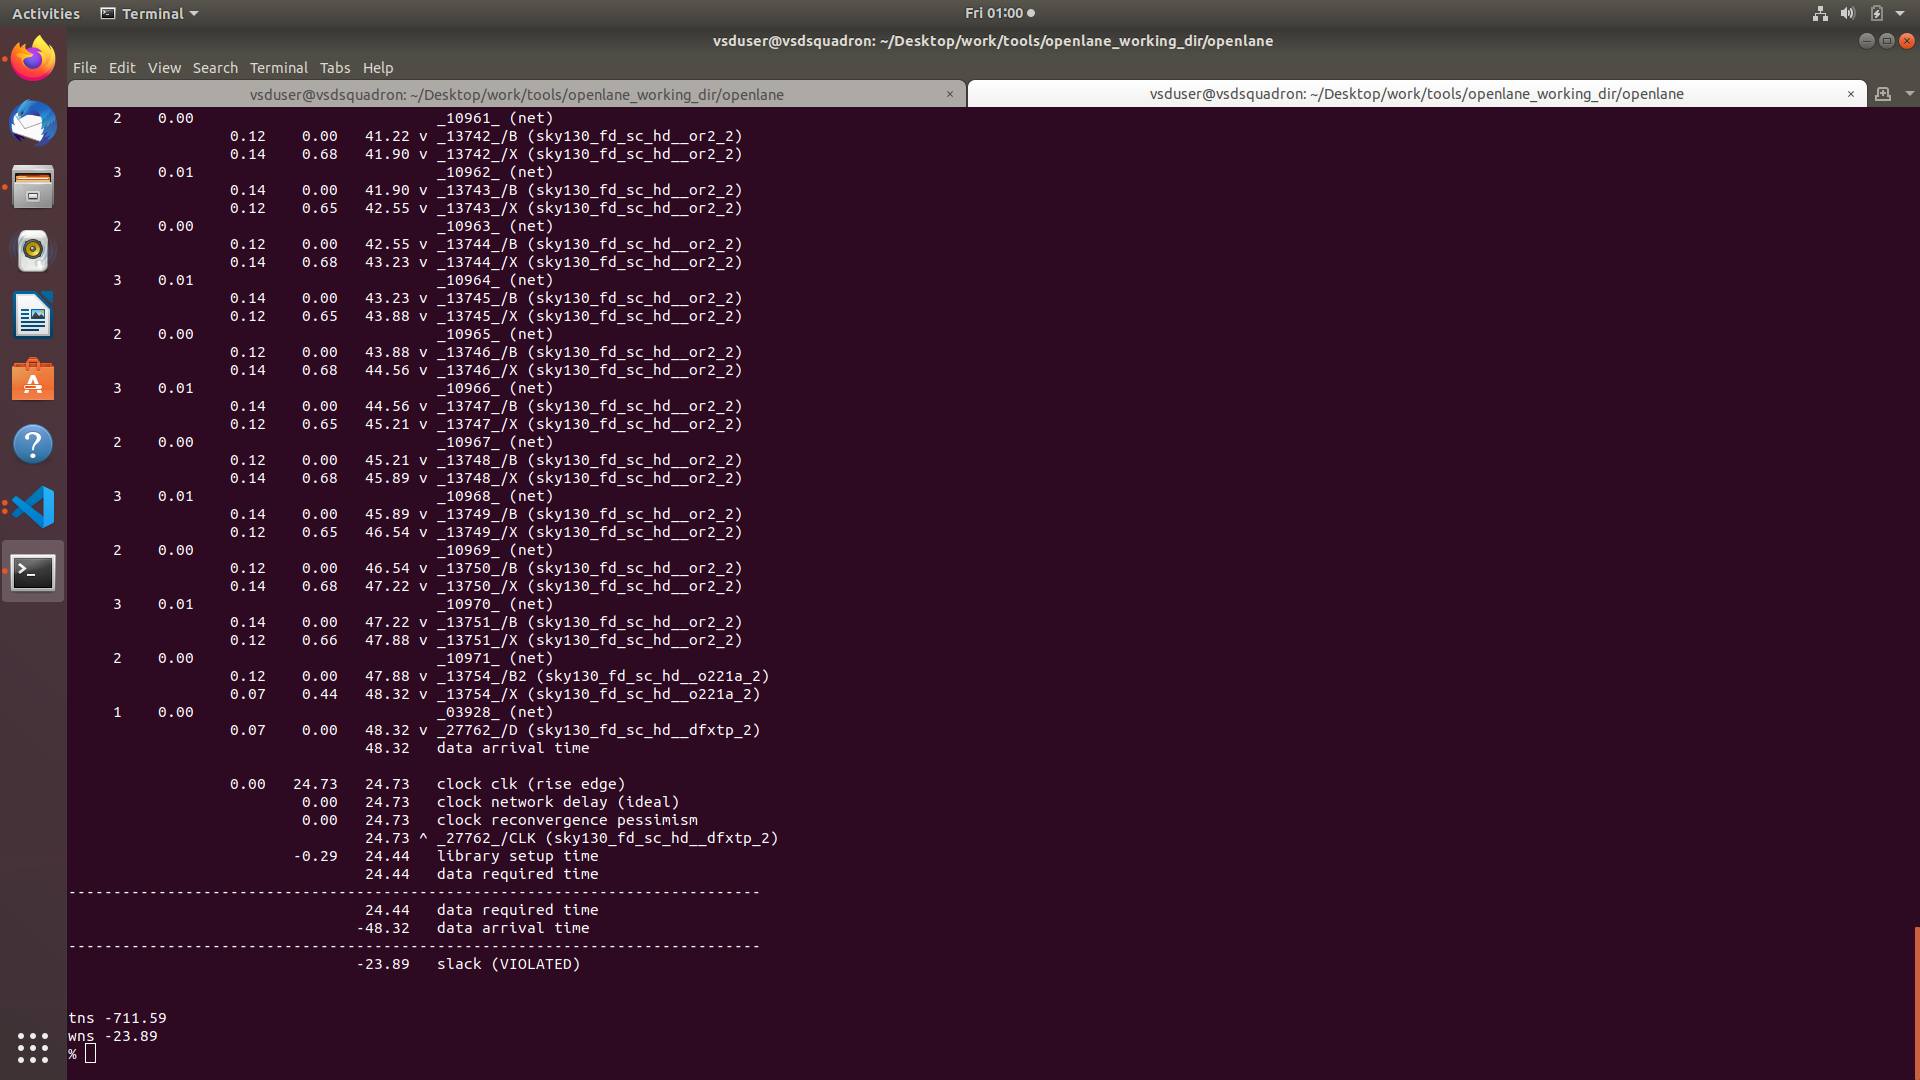 Activities Terminal Fri 01:00
vsduser@vsdsquadron: ~/Desktop/work/tools/openlane_working_dir/openlane
File Edit View Search Terminal Tabs Help
vsduser@vsdsquadron: ~/Desktop/work/tools/openlane_working_dir/openlane × vsduser@vsdsquadron: ~/Desktop/work/tools/openlane_working_dir/openlane ×
2 0.00 _10961_ (net)
0.12 0.00 41.22 v _13742_/B (sky130_fd_sc_hd__or2_2)
0.14 0.68 41.90 v _13742_/X (sky130_fd_sc_hd__or2_2)
3 0.01 _10962_ (net)
0.14 0.00 41.90 v _13743_/B (sky130_fd_sc_hd__or2_2)
0.12 0.65 42.55 v _13743_/X (sky130_fd_sc_hd__or2_2)
2 0.00 _10963_ (net)
0.12 0.00 42.55 v _13744_/B (sky130_fd_sc_hd__or2_2)
0.14 0.68 43.23 v _13744_/X (sky130_fd_sc_hd__or2_2)
3 0.01 _10964_ (net)
0.14 0.00 43.23 v _13745_/B (sky130_fd_sc_hd__or2_2)
0.12 0.65 43.88 v _13745_/X (sky130_fd_sc_hd__or2_2)
2 0.00 _10965_ (net)
0.12 0.00 43.88 v _13746_/B (sky130_fd_sc_hd__or2_2)
0.14 0.68 44.56 v _13746_/X (sky130_fd_sc_hd__or2_2)
3 0.01 _10966_ (net)
0.14 0.00 44.56 v _13747_/B (sky130_fd_sc_hd__or2_2)
0.12 0.65 45.21 v _13747_/X (sky130_fd_sc_hd__or2_2)
2 0.00 _10967_ (net)
0.12 0.00 45.21 v _13748_/B (sky130_fd_sc_hd__or2_2)
0.14 0.68 45.89 v _13748_/X (sky130_fd_sc_hd__or2_2)
3 0.01 _10968_ (net)
0.14 0.00 45.89 v _13749_/B (sky130_fd_sc_hd__or2_2)
0.12 0.65 46.54 v _13749_/X (sky130_fd_sc_hd__or2_2)
2 0.00 _10969_ (net)
0.12 0.00 46.54 v _13750_/B (sky130_fd_sc_hd__or2_2)
0.14 0.68 47.22 v _13750_/X (sky130_fd_sc_hd__or2_2)
3 0.01 _10970_ (net)
0.14 0.00 47.22 v _13751_/B (sky130_fd_sc_hd__or2_2)
0.12 0.66 47.88 v _13751_/X (sky130_fd_sc_hd__or2_2)
2 0.00 _10971_ (net)
0.12 0.00 47.88 v _13754_/B2 (sky130_fd_sc_hd__o221a_2)
0.07 0.44 48.32 v _13754_/X (sky130_fd_sc_hd__o221a_2)
1 0.00 _03928_ (net)
0.07 0.00 48.32 v _27762_/D (sky130_fd_sc_hd__dfxtp_2)
48.32 data arrival time
0.00 24.73 24.73 clock clk (rise edge)
0.00 24.73 clock network delay (ideal)
0.00 24.73 clock reconvergence pessimism
24.73 ^ _27762_/CLK (sky130_fd_sc_hd__dfxtp_2)
-0.29 24.44 library setup time
24.44 data required time
-----------------------------------------------------------------------------
24.44 data required time
-48.32 data arrival time
-----------------------------------------------------------------------------
-23.89 slack (VIOLATED)
tns -711.59
wns -23.89
%